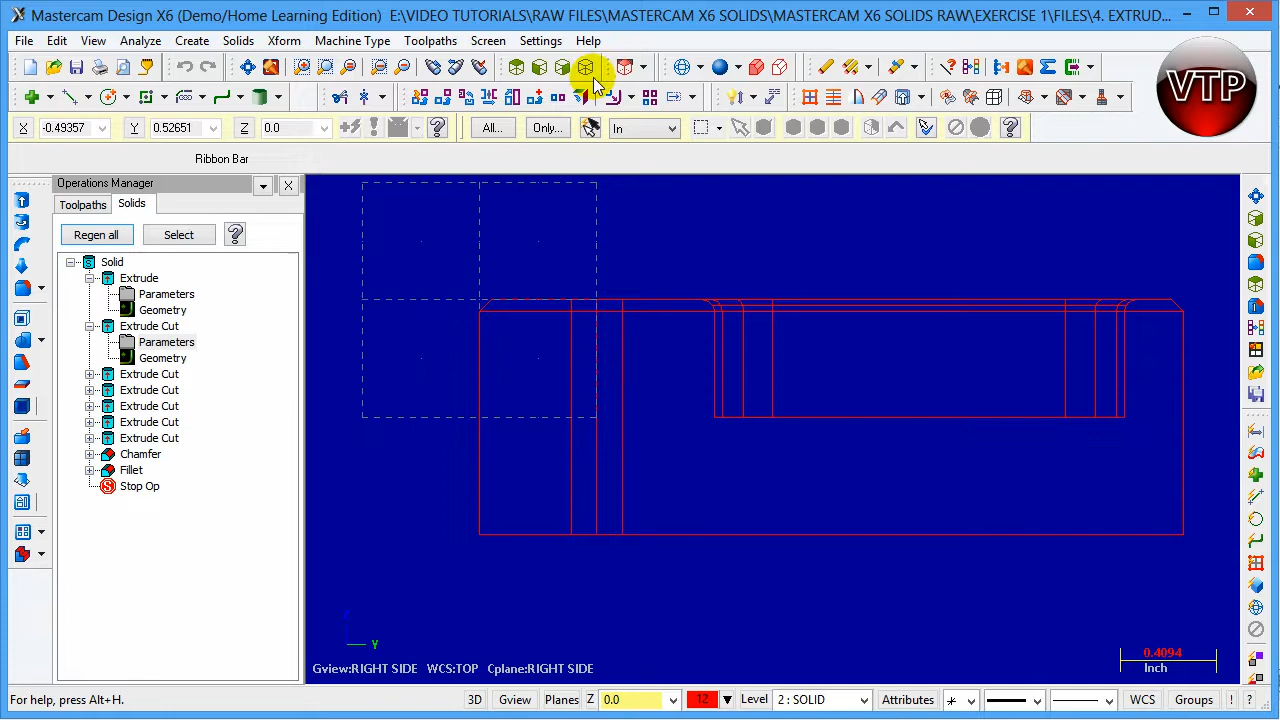 Mastercam Design X6 (Demo/Home Learning Edition) E:\VIDEO TUTORIALS\RAW FILES\MASTERCAM X6 SOLIDS\MASTERCAM X6 SOLIDS RAW\EXERCISE 1\FILES\4. EXTRUD...
File Edit View Analyze Create Solids Xform Machine Type Toolpaths Screen Settings Help
VTP
X -0.49357 Y 0.52651 Z 0.0 All... Only... In
Ribbon Bar
Operations Manager
Toolpaths Solids
Regen all Select
Solid
Extrude
Parameters
Geometry
Extrude Cut
Parameters
Geometry
Extrude Cut
Extrude Cut
Extrude Cut
Extrude Cut
Extrude Cut
Chamfer
Fillet
Stop Op
Y
Gview:RIGHT SIDE WCS:TOP Cplane:RIGHT SIDE
0.4094
Inch
For help, press Alt+H.
3D Gview Planes Z 0.0 12 Level 2 : SOLID Attributes WCS Groups ! ?